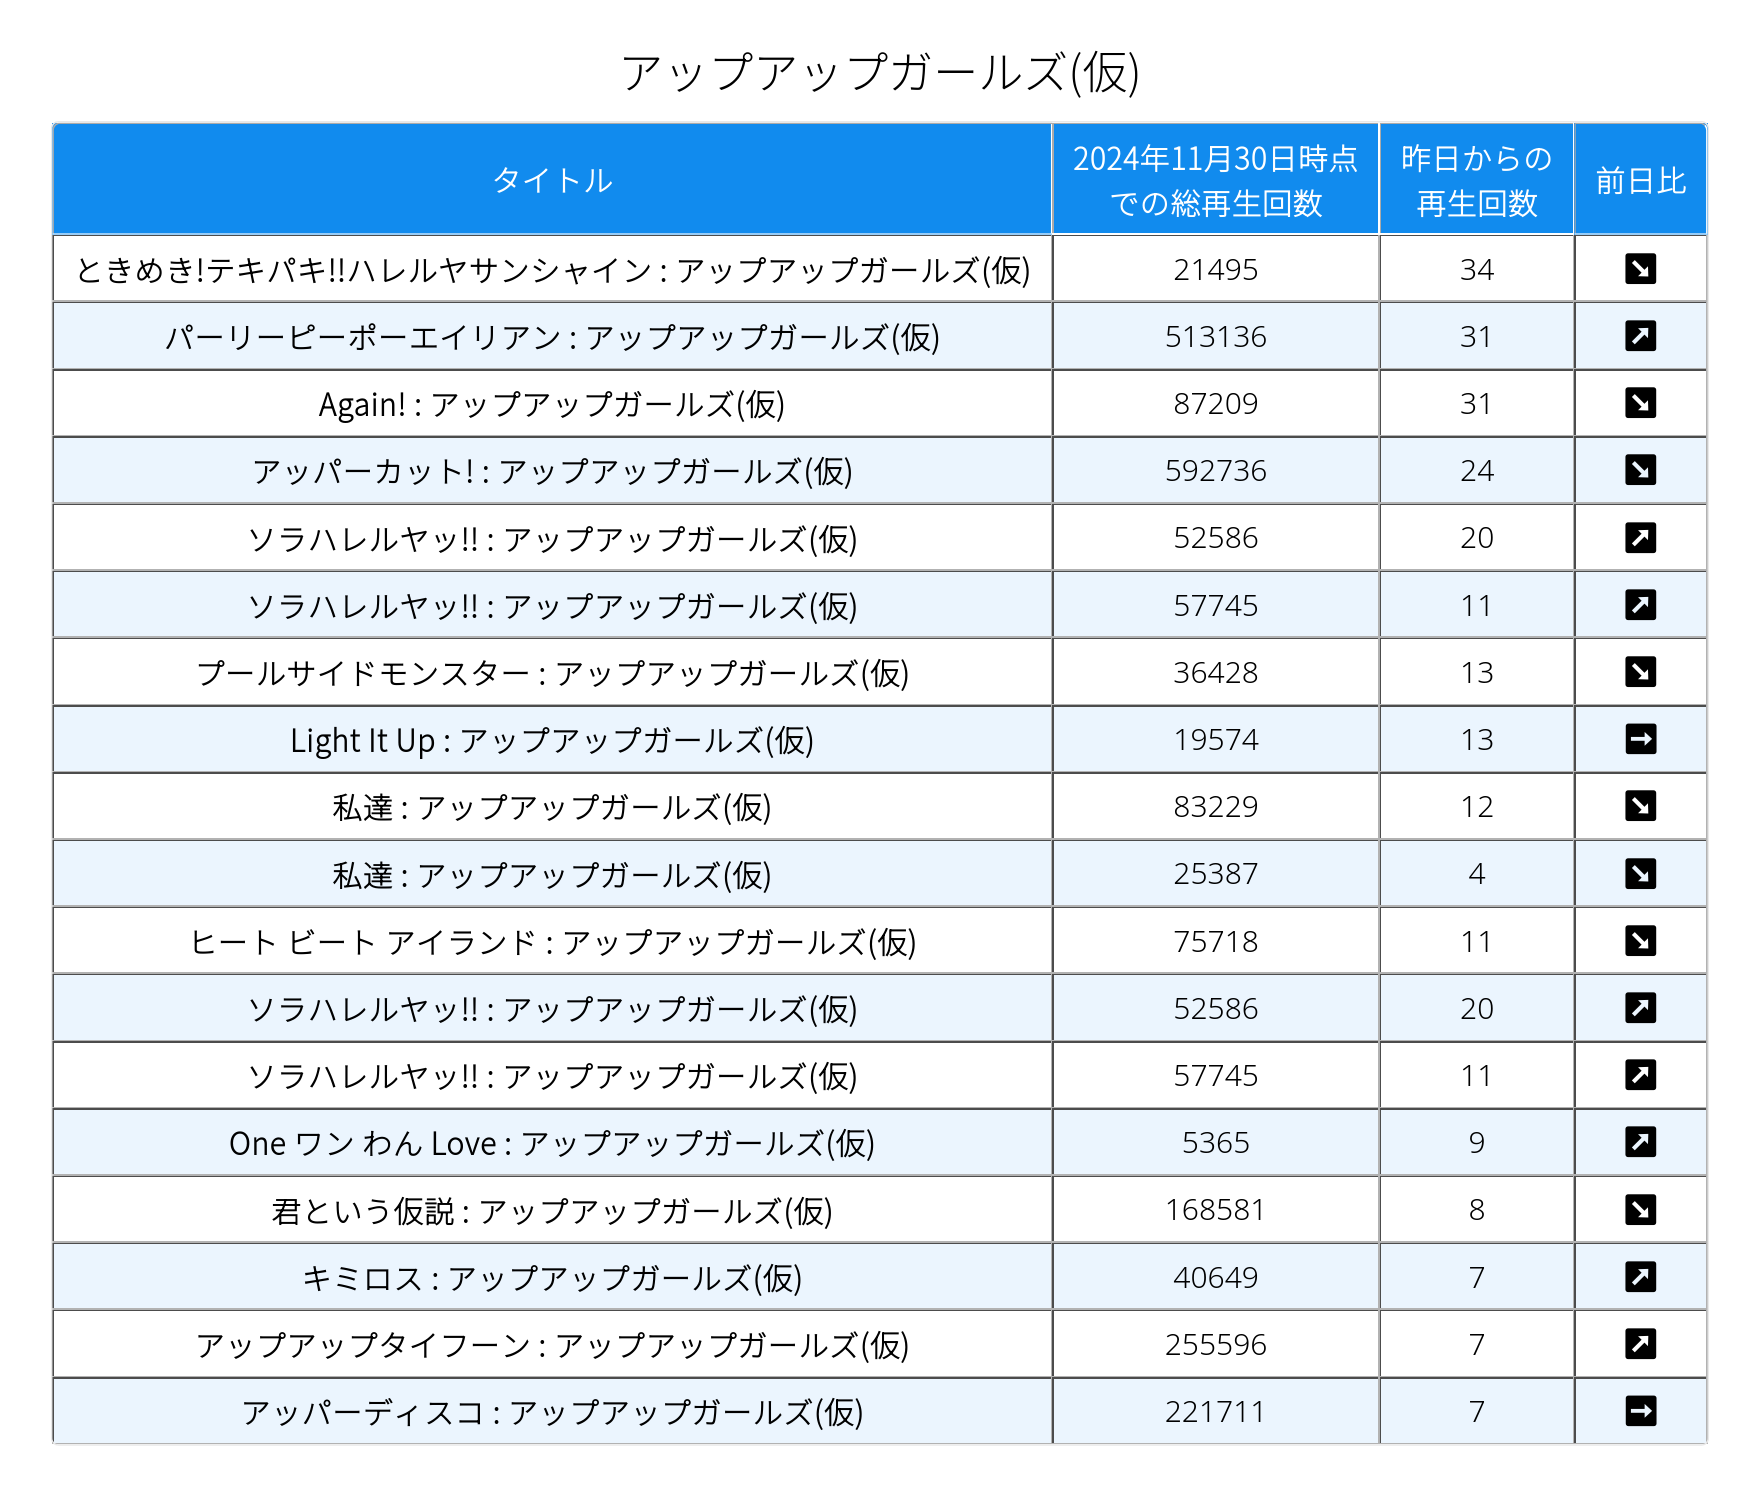 アップアップガールズ(仮)
タイトル 2024年11月30日時点での総再生回数 昨日からの再生回数 前日比
ときめき!テキパキ!!ハレルヤサンシャイン : アップアップガールズ(仮) 21495 34 ↘
パーリーピーポーエイリアン : アップアップガールズ(仮) 513136 31 ↗
Again! : アップアップガールズ(仮) 87209 31 ↘
アッパーカット! : アップアップガールズ(仮) 592736 24 ↘
ソラハレルヤッ!! : アップアップガールズ(仮) 52586 20 ↗
ソラハレルヤッ!! : アップアップガールズ(仮) 57745 11 ↗
プールサイドモンスター : アップアップガールズ(仮) 36428 13 ↘
Light It Up : アップアップガールズ(仮) 19574 13 →
私達 : アップアップガールズ(仮) 83229 12 ↘
私達 : アップアップガールズ(仮) 25387 4 ↘
ヒート ビート アイランド : アップアップガールズ(仮) 75718 11 ↘
ソラハレルヤッ!! : アップアップガールズ(仮) 52586 20 ↗
ソラハレルヤッ!! : アップアップガールズ(仮) 57745 11 ↗
One ワン わん Love : アップアップガールズ(仮) 5365 9 ↗
君という仮説 : アップアップガールズ(仮) 168581 8 ↘
キミロス : アップアップガールズ(仮) 40649 7 ↗
アップアップタイフーン : アップアップガールズ(仮) 255596 7 ↗
アッパーディスコ : アップアップガールズ(仮) 221711 7 →